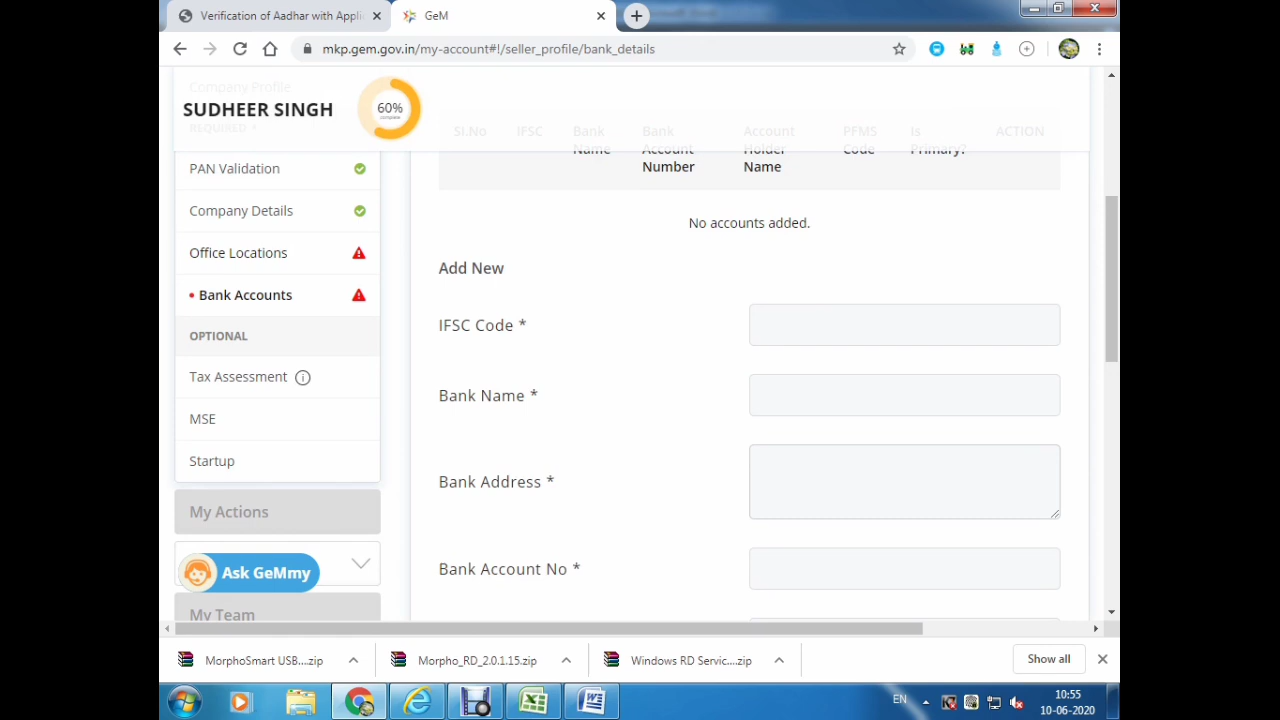 Verification of Aadhar with Appli
GeM
mkp.gem.gov.in/my-account#!/seller_profile/bank_details
Company Profile
SUDHEER SINGH
60%
complete
REQUIRED *
PAN Validation
Company Details
Office Locations
• Bank Accounts
OPTIONAL
Tax Assessment
MSE
Startup
My Actions
Ask GeMmy
My Team
Sl.No IFSC Bank Name Bank Account Number Account Holder Name PFMS Code Is Primary? ACTION
No accounts added.
Add New
IFSC Code *
Bank Name *
Bank Address *
Bank Account No *
MorphoSmart USB....zip
Morpho_RD_2.0.1.15.zip
Windows RD Servic....zip
Show all
EN
10:55
10-06-2020